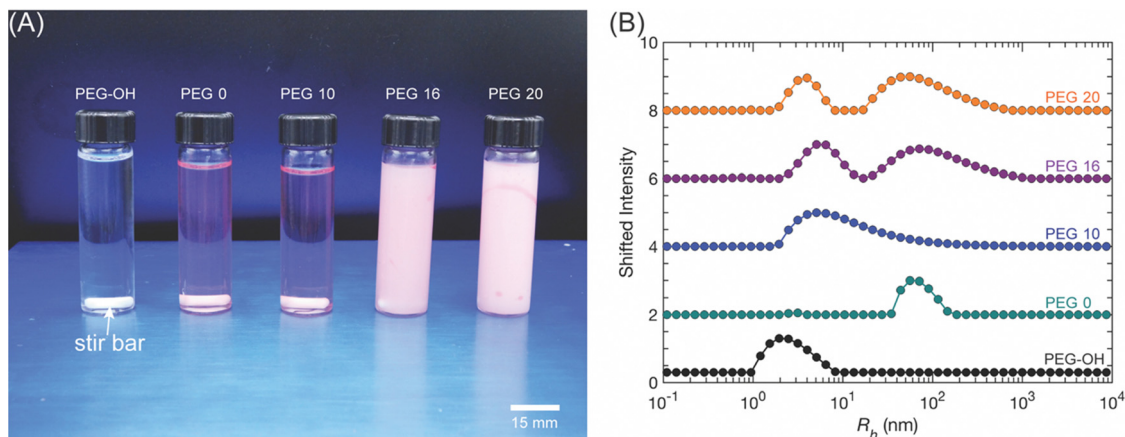 (A)
PEG-OH PEG 0 PEG 10 PEG 16 PEG 20
stir bar
15 mm
(B)
10
8
6
4
2
0
Shifted Intensity
PEG 20
PEG 16
PEG 10
PEG 0
PEG-OH
10⁻¹ 10⁰ 10¹ 10² 10³ 10⁴
R_h (nm)